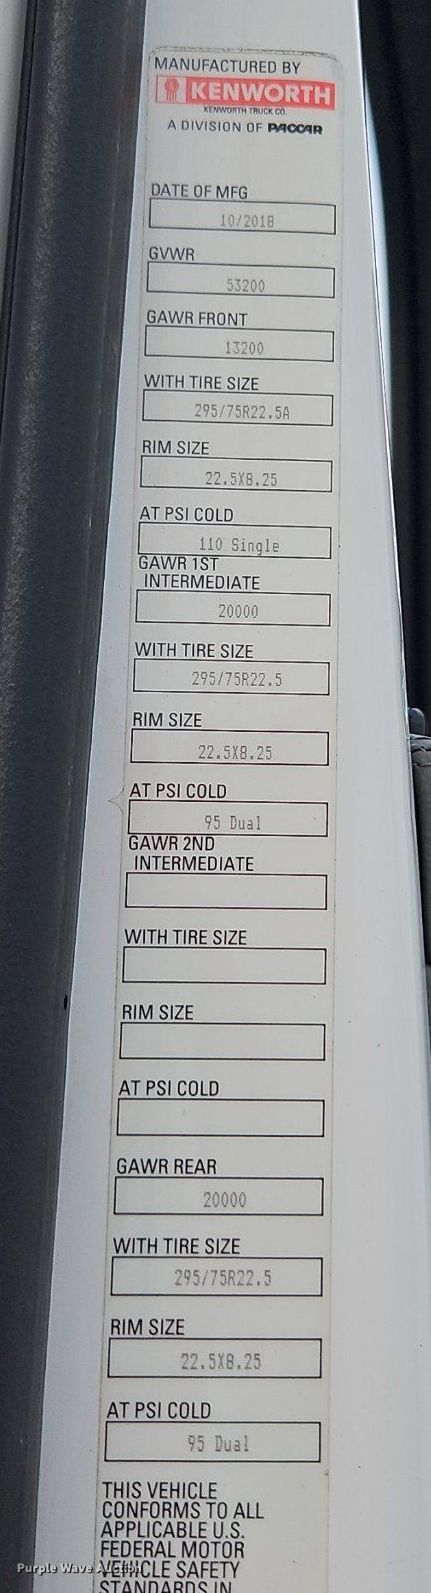 MANUFACTURED BY
KENWORTH
KENWORTH TRUCK CO.
A DIVISION OF PACCAR
DATE OF MFG
10/2018
GVWR
53200
GAWR FRONT
13200
WITH TIRE SIZE
295/75R22.5A
RIM SIZE
22.5X8.25
AT PSI COLD
110 Single
GAWR 1ST
INTERMEDIATE
20000
WITH TIRE SIZE
295/75R22.5
RIM SIZE
22.5X8.25
AT PSI COLD
95 Dual
GAWR 2ND
INTERMEDIATE
WITH TIRE SIZE
RIM SIZE
AT PSI COLD
GAWR REAR
20000
WITH TIRE SIZE
295/75R22.5
RIM SIZE
22.5X8.25
AT PSI COLD
95 Dual
THIS VEHICLE
CONFORMS TO ALL
APPLICABLE U.S.
FEDERAL MOTOR
VEHICLE SAFETY
STANDARDS IN
Purple Wave Auction